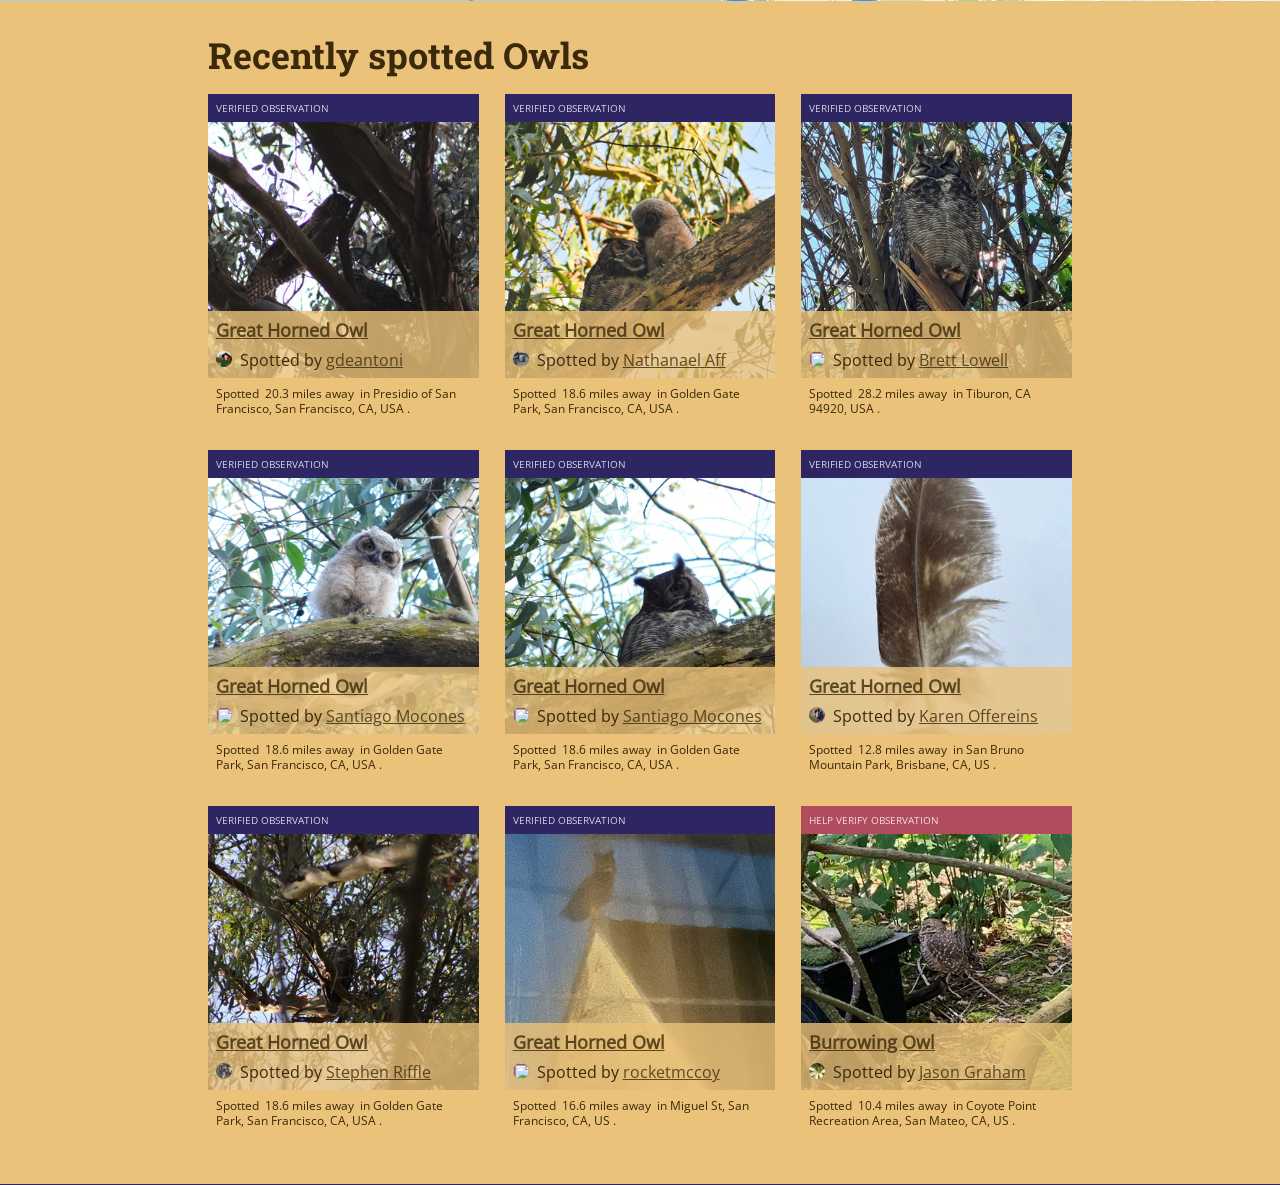 Recently spotted Owls
VERIFIED OBSERVATION
Great Horned Owl
Spotted by gdeantoni
Spotted 20.3 miles away in Presidio of San
Francisco, San Francisco, CA, USA .
VERIFIED OBSERVATION
Great Horned Owl
Spotted by Nathanael Aff
Spotted 18.6 miles away in Golden Gate
Park, San Francisco, CA, USA .
VERIFIED OBSERVATION
Great Horned Owl
Spotted by Brett Lowell
Spotted 28.2 miles away in Tiburon, CA
94920, USA .
VERIFIED OBSERVATION
Great Horned Owl
Spotted by Santiago Mocones
Spotted 18.6 miles away in Golden Gate
Park, San Francisco, CA, USA .
VERIFIED OBSERVATION
Great Horned Owl
Spotted by Santiago Mocones
Spotted 18.6 miles away in Golden Gate
Park, San Francisco, CA, USA .
VERIFIED OBSERVATION
Great Horned Owl
Spotted by Karen Offereins
Spotted 12.8 miles away in San Bruno
Mountain Park, Brisbane, CA, US .
VERIFIED OBSERVATION
Great Horned Owl
Spotted by Stephen Riffle
Spotted 18.6 miles away in Golden Gate
Park, San Francisco, CA, USA .
VERIFIED OBSERVATION
Great Horned Owl
Spotted by rocketmccoy
Spotted 16.6 miles away in Miguel St, San
Francisco, CA, US .
HELP VERIFY OBSERVATION
Burrowing Owl
Spotted by Jason Graham
Spotted 10.4 miles away in Coyote Point
Recreation Area, San Mateo, CA, US .